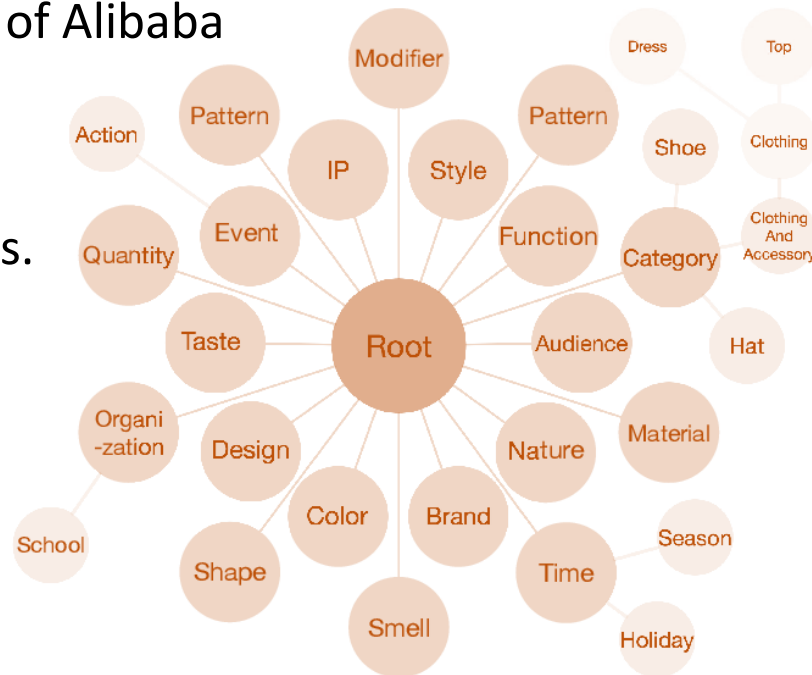 of Alibaba
Dress
Top
Modifier
Pattern
Pattern
Action
Shoe
Clothing
IP
Style
s.
Event
Function
Clothing
And
Accessory
Quantity
Category
Taste
Root
Audience
Hat
Organi
-zation
Material
Design
Nature
Color
Brand
School
Season
Shape
Time
Smell
Holiday